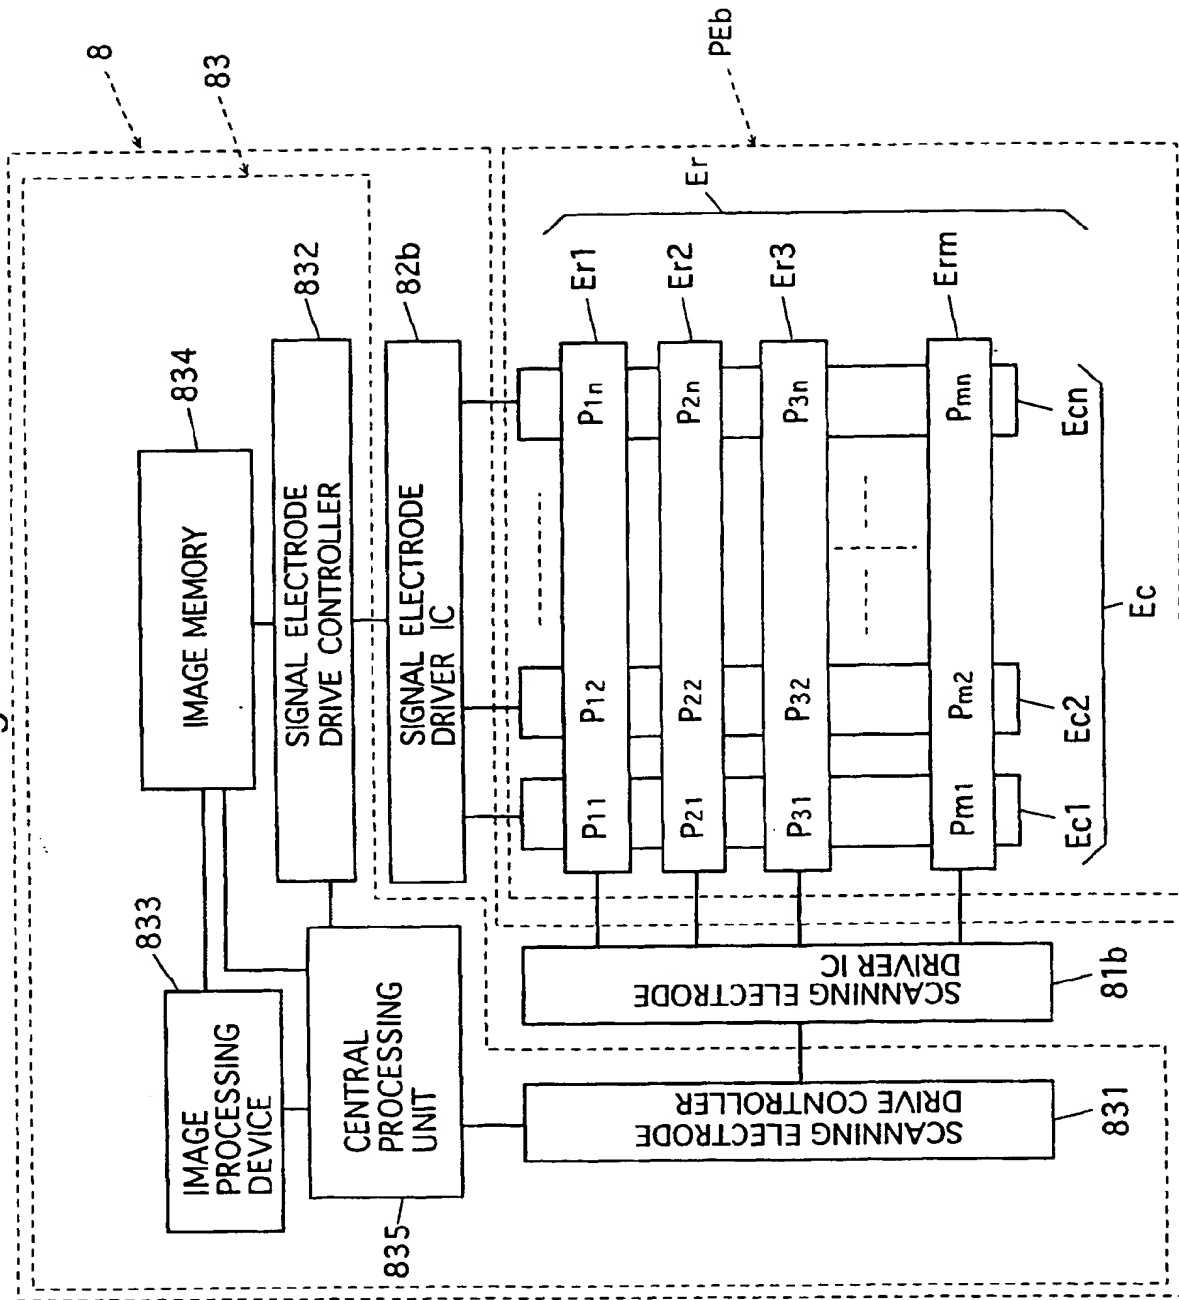 8
83
PEb
834
IMAGE MEMORY
832
SIGNAL ELECTRODE
DRIVE CONTROLLER
82b
SIGNAL ELECTRODE
DRIVER IC
833
IMAGE
PROCESSING
DEVICE
CENTRAL
PROCESSING
UNIT
835
SCANNING ELECTRODE
DRIVE CONTROLLER
831
SCANNING ELECTRODE
DRIVER IC
81b
Er
Er1
Er2
Er3
Erm
P11 P12 P1n
P21 P22 P2n
P31 P32 P3n
Pm1 Pm2 Pmn
Ec1 Ec2 Ecn
Ec